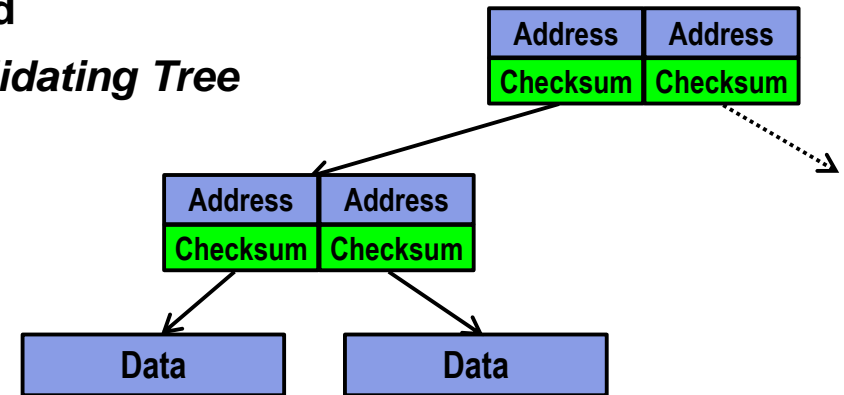 d
idating Tree
Address Address
Checksum Checksum
Address Address
Checksum Checksum
Data Data